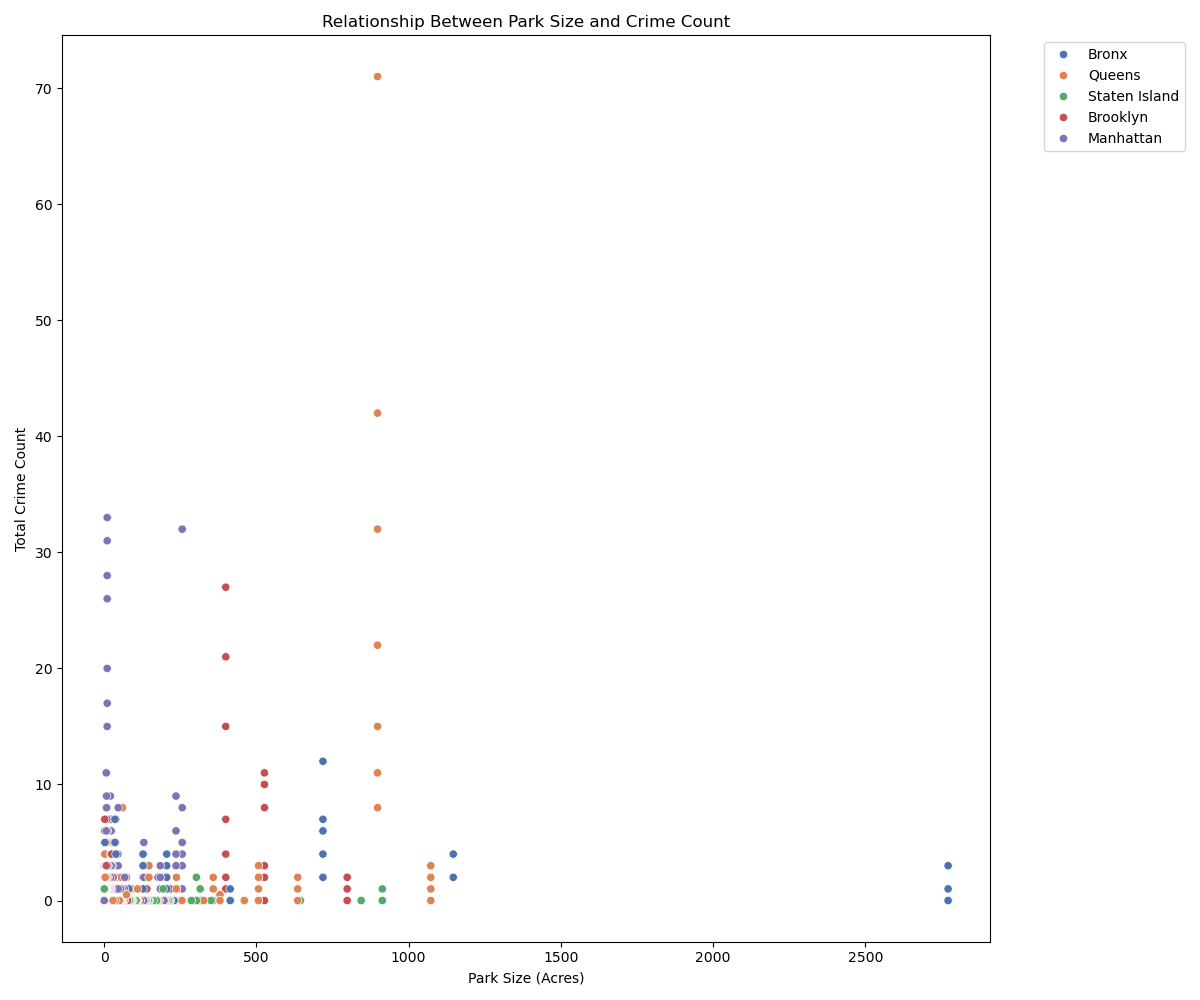 Relationship Between Park Size and Crime Count
Bronx
Queens
Staten Island
Brooklyn
Manhattan
Total Crime Count
70
60
50
40
30
20
10
0
0 500 1000 1500 2000 2500
Park Size (Acres)